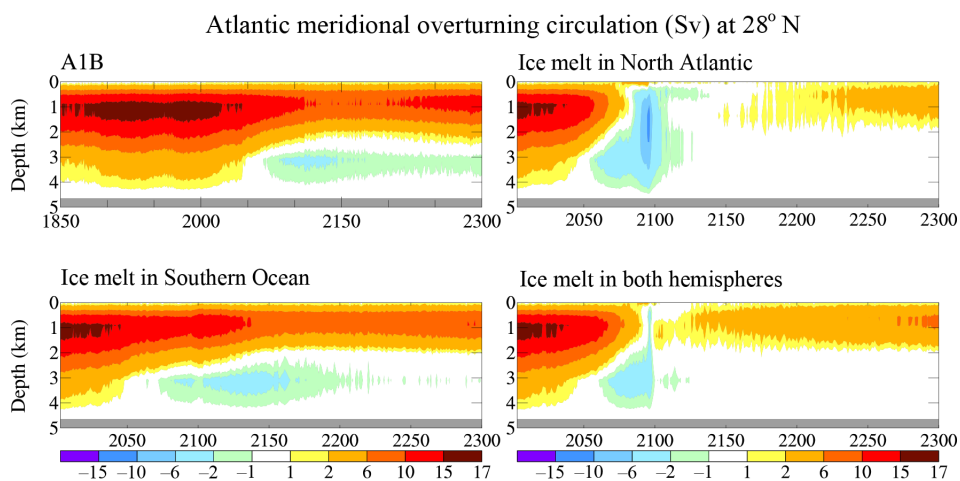 Atlantic meridional overturning circulation (Sv) at 28° N
A1B
Ice melt in North Atlantic
Depth (km)
0
1
2
3
4
5
1850 2000 2150 2300
0
1
2
3
4
5
2050 2100 2150 2200 2250 2300
Ice melt in Southern Ocean
Ice melt in both hemispheres
Depth (km)
0
1
2
3
4
5
2050 2100 2150 2200 2250 2300
0
1
2
3
4
5
2050 2100 2150 2200 2250 2300
−15 −10 −6 −2 −1 1 2 6 10 15 17
−15 −10 −6 −2 −1 1 2 6 10 15 17